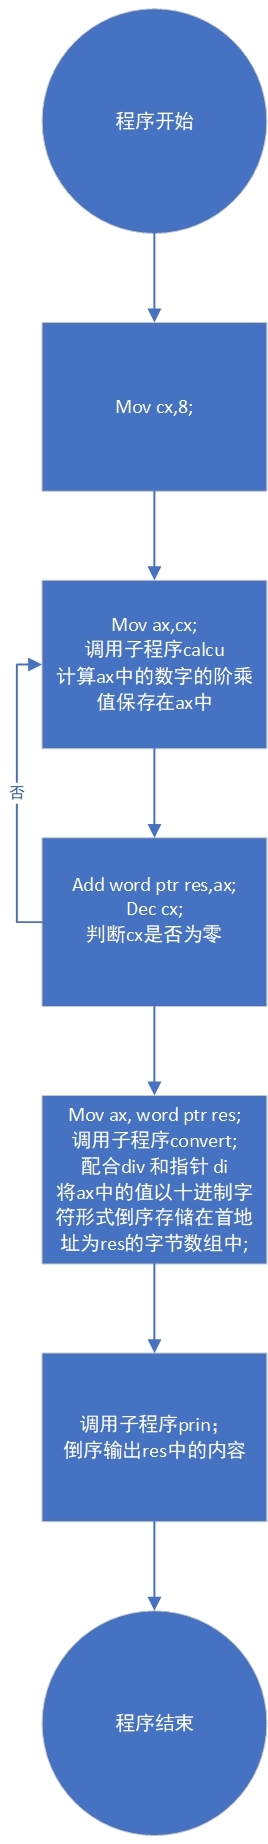 程序开始
Mov cx,8;
Mov ax,cx;
调用子程序calcu
计算ax中的数字的阶乘
值保存在ax中
否
Add word ptr res,ax;
Dec cx;
判断cx是否为零
Mov ax, word ptr res;
调用子程序convert;
配合div 和指针 di
将ax中的值以十进制字
符形式倒序存储在首地
址为res的字节数组中;
调用子程序prin；
倒序输出res中的内容
程序结束